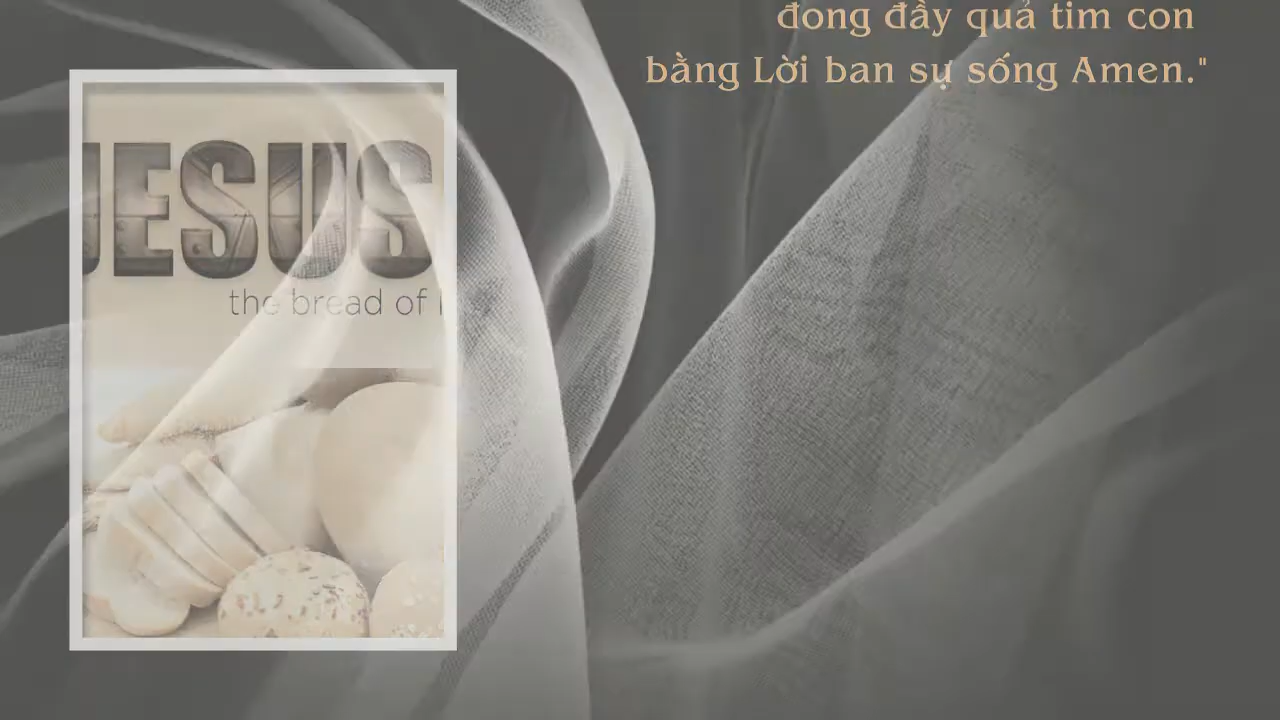 đong đầy quả tim con
bằng Lời ban sự sống Amen."
JESUS
the bread of